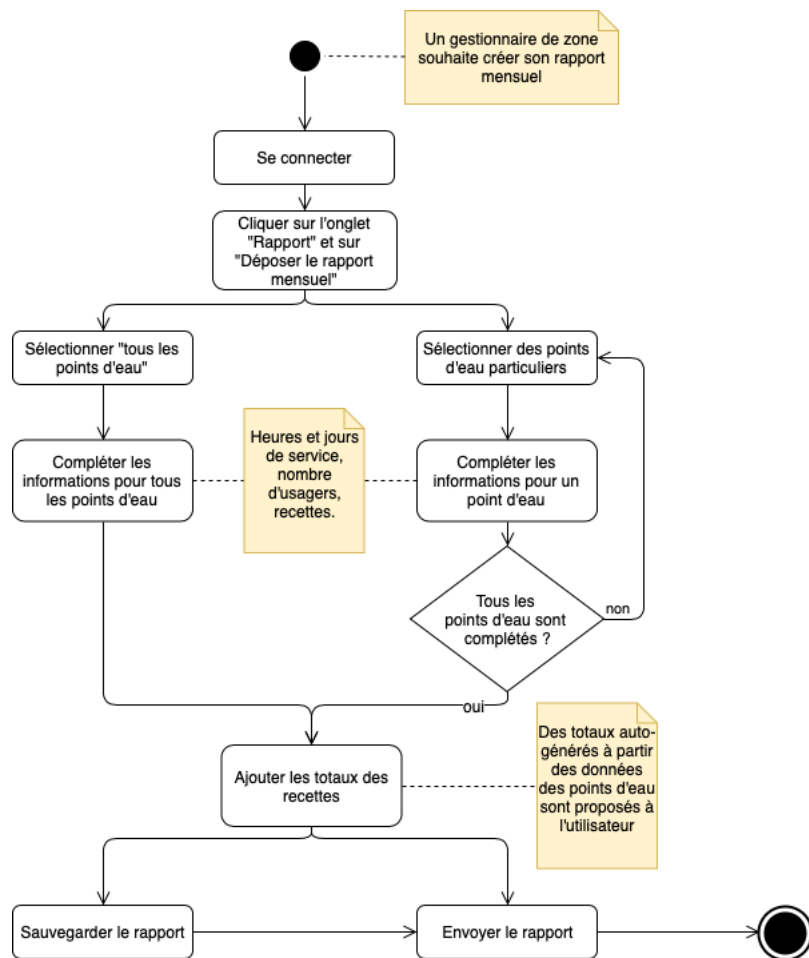 Un gestionnaire de zone
souhaite créer son rapport
mensuel
Se connecter
Cliquer sur l'onglet
"Rapport" et sur
"Déposer le rapport
mensuel"
Sélectionner "tous les
points d'eau"
Sélectionner des points
d'eau particuliers
Compléter les
informations pour tous
les points d'eau
Heures et jours
de service,
nombre
d'usagers,
recettes.
Compléter les
informations pour un
point d'eau
Tous les
points d'eau sont
complétés ?
non
oui
Ajouter les totaux des
recettes
Des totaux auto-
générés à partir
des données
des points d'eau
sont proposés à
l'utilisateur
Sauvegarder le rapport
Envoyer le rapport